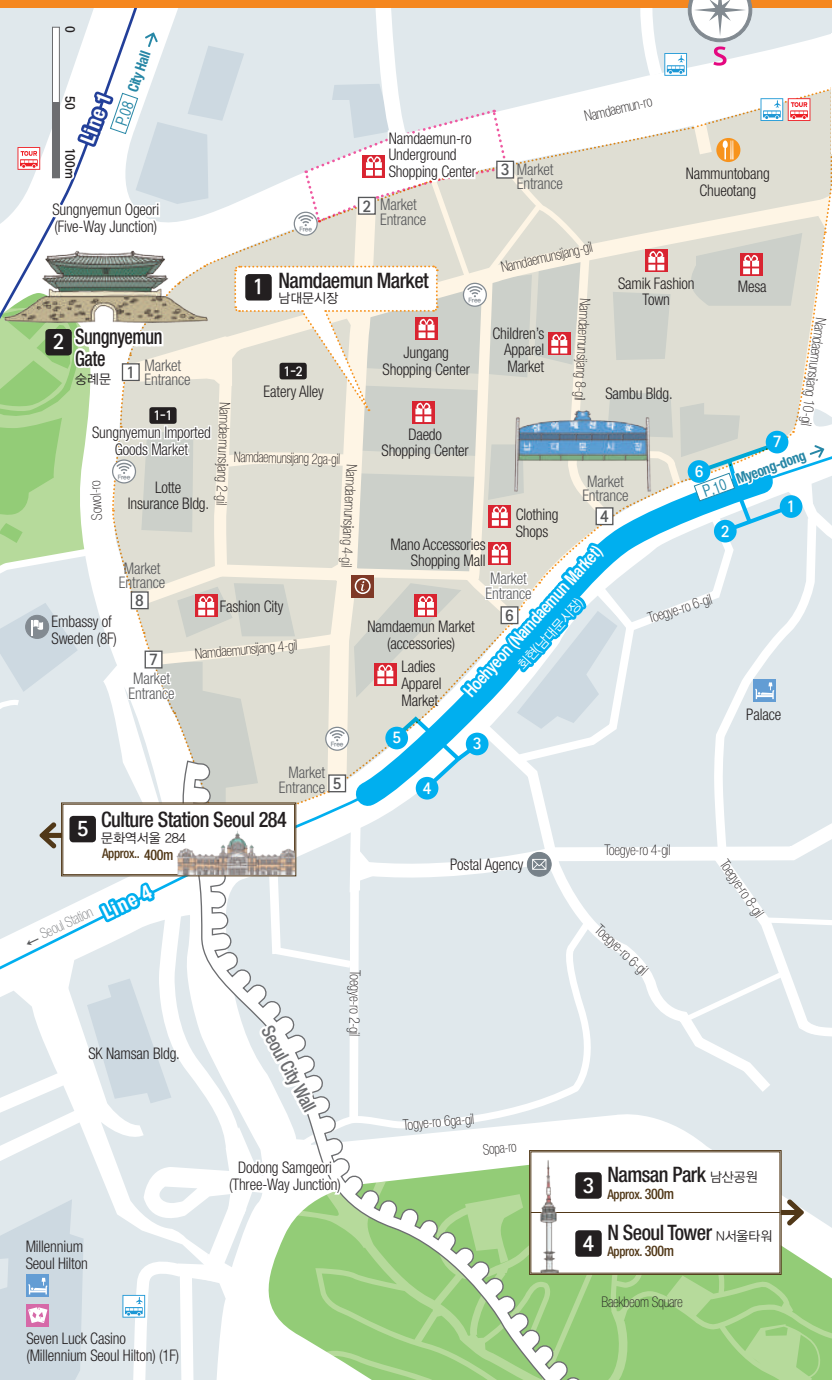 S
0
50
100m
Line 1
P.08 City Hall
TOUR
TOUR
Namdaemun-ro
Namdaemun-ro
Underground
Shopping Center
3 Market
Entrance
2 Market
Entrance
Free
Nammuntobang
Chueotang
Sungnyemun Ogeori
(Five-Way Junction)
Namdaemunsijang-gil
Samik Fashion
Town
Mesa
1 Namdaemun Market
남대문시장
Free
2 Sungnyemun
Gate
숭례문
1 Market
Entrance
Jungang
Shopping Center
Children's
Apparel
Market
Namdaemunsijang 8-gil
Namdaemunsijang 10-gil
1-2
Eatery Alley
Sambu Bldg.
1-1
Sungnyemun Imported
Goods Market
Namdaemunsijang 2-gil
Daedo
Shopping Center
남대문시장
Namdaemunsijang 2ga-gil
Free
Sowol-ro
Lotte
Insurance Bldg.
Namdaemunsijang 4-gil
7
6
P.10 Myeong-dong
1
2
Market
Entrance
4
Clothing
Shops
Mano Accessories
Shopping Mall
Market
Entrance
6
Market
Entrance
8
Fashion City
Namdaemun Market
(accessories)
Hoehyeon (Namdaemun Market)
회현(남대문시장)
Toegye-ro 6-gil
Embassy of
Sweden (8F)
7
Market
Entrance
Namdaemunsijang 4-gil
Ladies
Apparel
Market
Palace
Free
5
3
4
Market
Entrance
5
5 Culture Station Seoul 284
문화역서울 284
Approx.. 400m
Postal Agency
Toegye-ro 4-gil
Toegye-ro 8-gil
Line 4
← Seoul Station
Toegye-ro 6-gil
Toegye-ro 2-gil
SK Namsan Bldg.
Seoul City Wall
Togye-ro 6ga-gil
Sopa-ro
Dodong Samgeori
(Three-Way Junction)
3 Namsan Park 남산공원
Approx. 300m
4 N Seoul Tower N서울타워
Approx. 300m
Millennium
Seoul Hilton
Baekbeom Square
Seven Luck Casino
(Millennium Seoul Hilton) (1F)